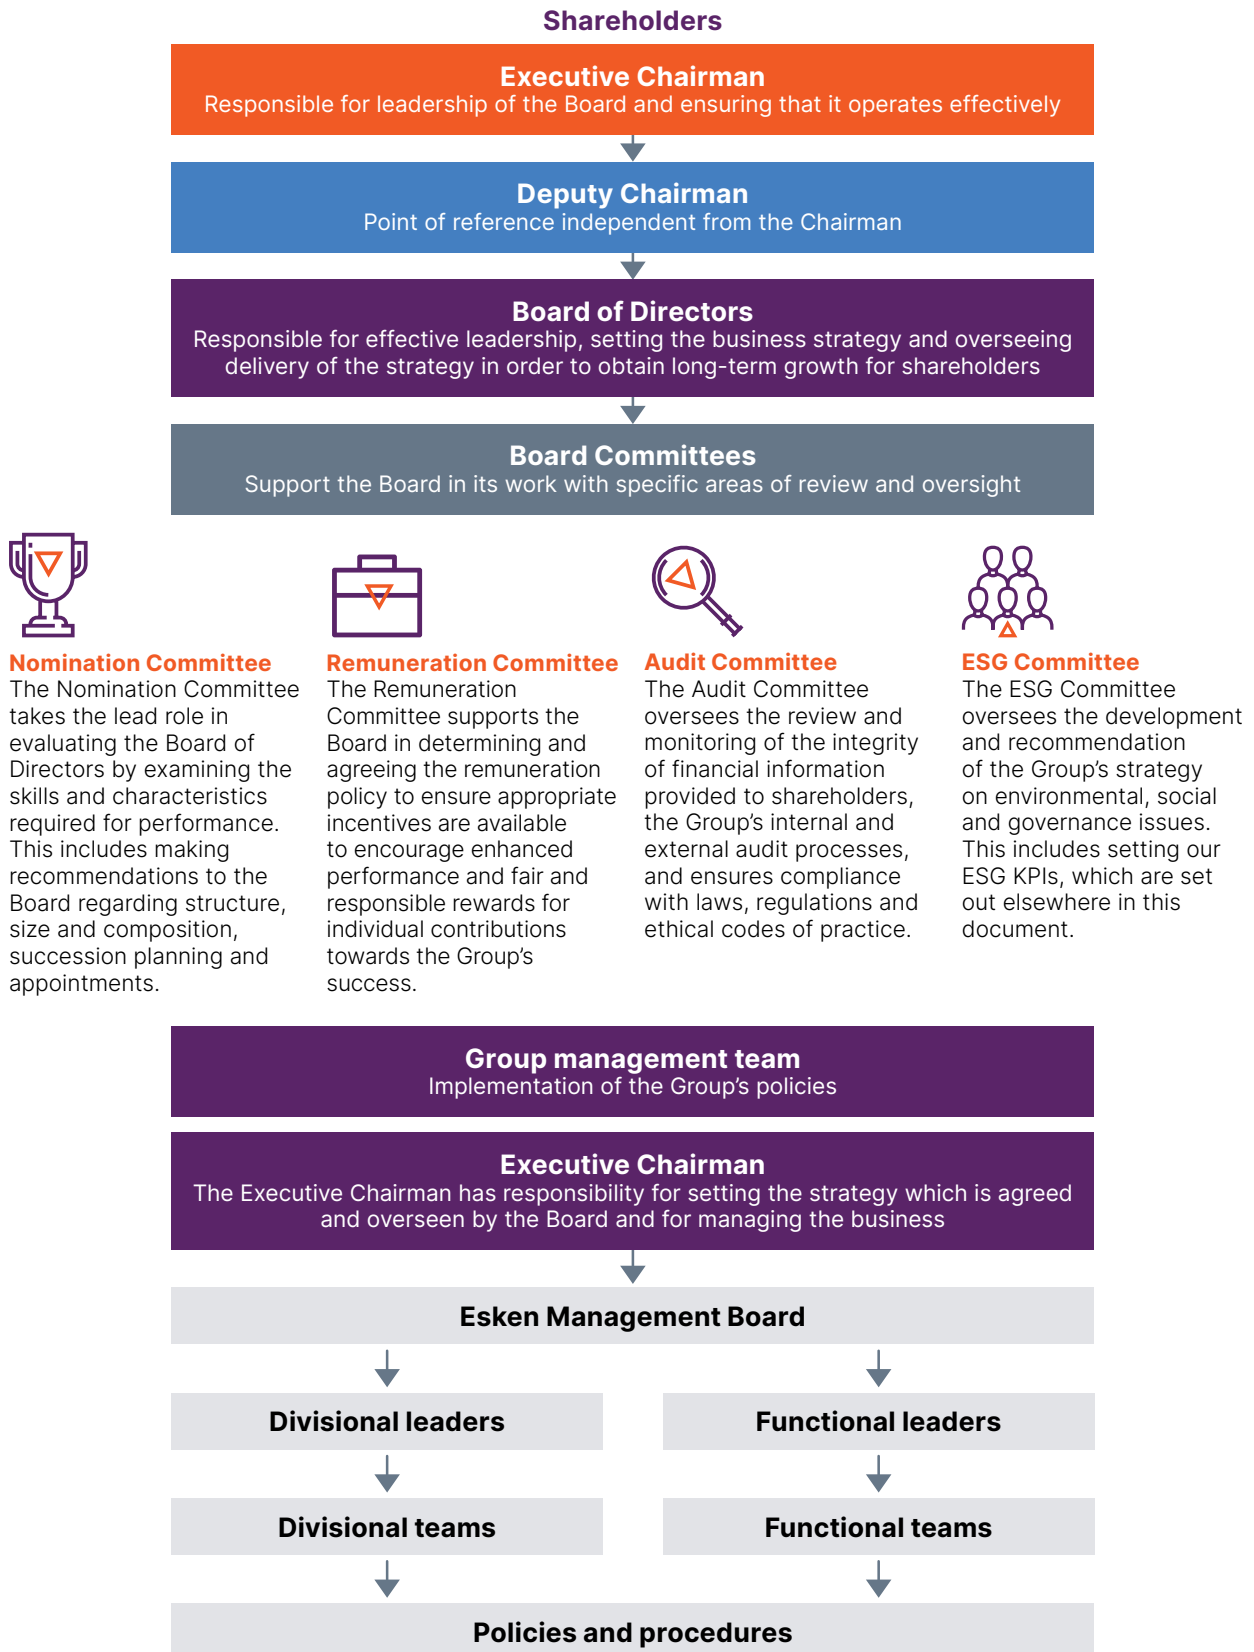 Shareholders
Executive Chairman
Responsible for leadership of the Board and ensuring that it operates effectively
Deputy Chairman
Point of reference independent from the Chairman
Board of Directors
Responsible for effective leadership, setting the business strategy and overseeing
delivery of the strategy in order to obtain long-term growth for shareholders
Board Committees
Support the Board in its work with specific areas of review and oversight
Nomination Committee
The Nomination Committee
takes the lead role in
evaluating the Board of
Directors by examining the
skills and characteristics
required for performance.
This includes making
recommendations to the
Board regarding structure,
size and composition,
succession planning and
appointments.
Remuneration Committee
The Remuneration
Committee supports the
Board in determining and
agreeing the remuneration
policy to ensure appropriate
incentives are available
to encourage enhanced
performance and fair and
responsible rewards for
individual contributions
towards the Group’s
success.
Audit Committee
The Audit Committee
oversees the review and
monitoring of the integrity
of financial information
provided to shareholders,
the Group’s internal and
external audit processes,
and ensures compliance
with laws, regulations and
ethical codes of practice.
ESG Committee
The ESG Committee
oversees the development
and recommendation
of the Group’s strategy
on environmental, social
and governance issues.
This includes setting our
ESG KPIs, which are set
out elsewhere in this
document.
Group management team
Implementation of the Group’s policies
Executive Chairman
The Executive Chairman has responsibility for setting the strategy which is agreed
and overseen by the Board and for managing the business
Esken Management Board
Divisional leaders
Functional leaders
Divisional teams
Functional teams
Policies and procedures